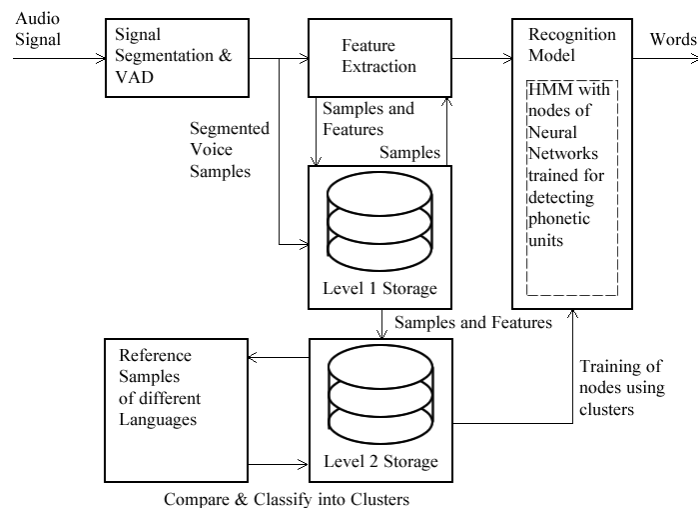 Audio
Signal
Signal
Segmentation &
VAD
Feature
Extraction
Recognition
Model
Words
HMM with
nodes of
Neural
Networks
trained for
detecting
phonetic
units
Segmented
Voice
Samples
Samples and
Features
Samples
Level 1 Storage
Samples and Features
Reference
Samples
of different
Languages
Level 2 Storage
Training of
nodes using
clusters
Compare & Classify into Clusters